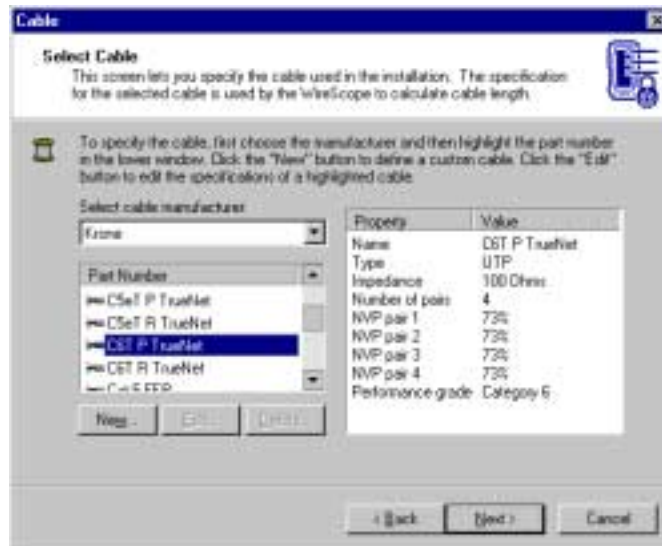 Cable
Select Cable
This screen lets you specify the cable used in the installation. The specification
for the selected cable is used by the WireScope to calculate cable length.
To specify the cable, first choose the manufacturer and then highlight the part number
in the lower window. Click the "New" button to define a custom cable. Click the "Edit"
button to edit the specifications of a highlighted cable.
Select cable manufacturer
Krone
Part Number
C5eT P TrueNet
C5eT R TrueNet
C6T P TrueNet
C6T R TrueNet
Cat 5 FTP
New...
Edit...
Delete...
Property Value
Name C6T P TrueNet
Type UTP
Impedance 100 Ohms
Number of pairs 4
NVP pair 1 73%
NVP pair 2 73%
NVP pair 3 73%
NVP pair 4 73%
Performance grade Category 6
< Back
Next >
Cancel